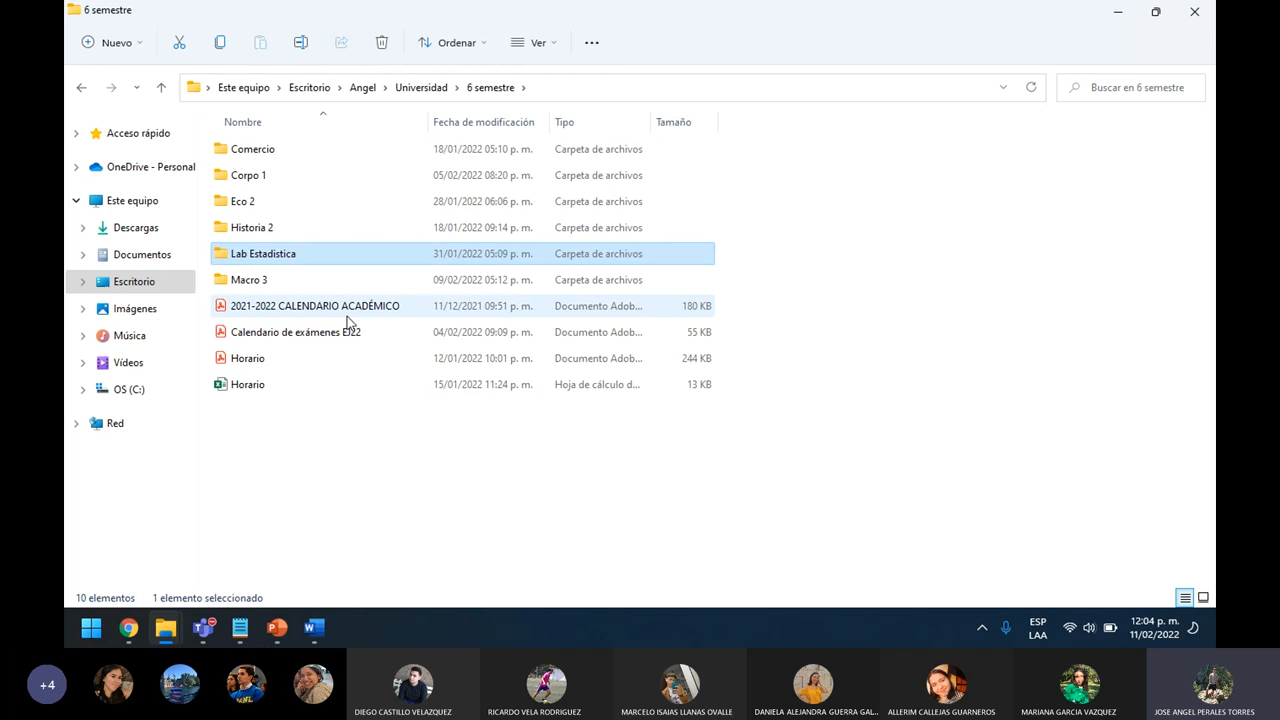 6 semestre
Nuevo
Ordenar
Ver
Este equipo > Escritorio > Angel > Universidad > 6 semestre >
Buscar en 6 semestre
Nombre Fecha de modificación Tipo Tamaño
Acceso rápido
OneDrive - Personal
Este equipo
Descargas
Documentos
Escritorio
Imágenes
Música
Vídeos
OS (C:)
Red
Comercio 18/01/2022 05:10 p. m. Carpeta de archivos
Corpo 1 05/02/2022 08:20 p. m. Carpeta de archivos
Eco 2 28/01/2022 06:06 p. m. Carpeta de archivos
Historia 2 18/01/2022 09:14 p. m. Carpeta de archivos
Lab Estadistica 31/01/2022 05:09 p. m. Carpeta de archivos
Macro 3 09/02/2022 05:12 p. m. Carpeta de archivos
2021-2022 CALENDARIO ACADÉMICO 11/12/2021 09:51 p. m. Documento Adob... 180 KB
Calendario de exámenes EJ22 04/02/2022 09:09 p. m. Documento Adob... 55 KB
Horario 12/01/2022 10:01 p. m. Documento Adob... 244 KB
Horario 15/01/2022 11:24 p. m. Hoja de cálculo d... 13 KB
10 elementos 1 elemento seleccionado
ESP
LAA
12:04 p. m.
11/02/2022
+4
DIEGO CASTILLO VELAZQUEZ
RICARDO VELA RODRIGUEZ
MARCELO ISAIAS LLANAS OVALLE
DANIELA ALEJANDRA GUERRA GAL...
ALLERIM CALLEJAS GUARNEROS
MARIANA GARCIA VAZQUEZ
JOSE ANGEL PERALES TORRES